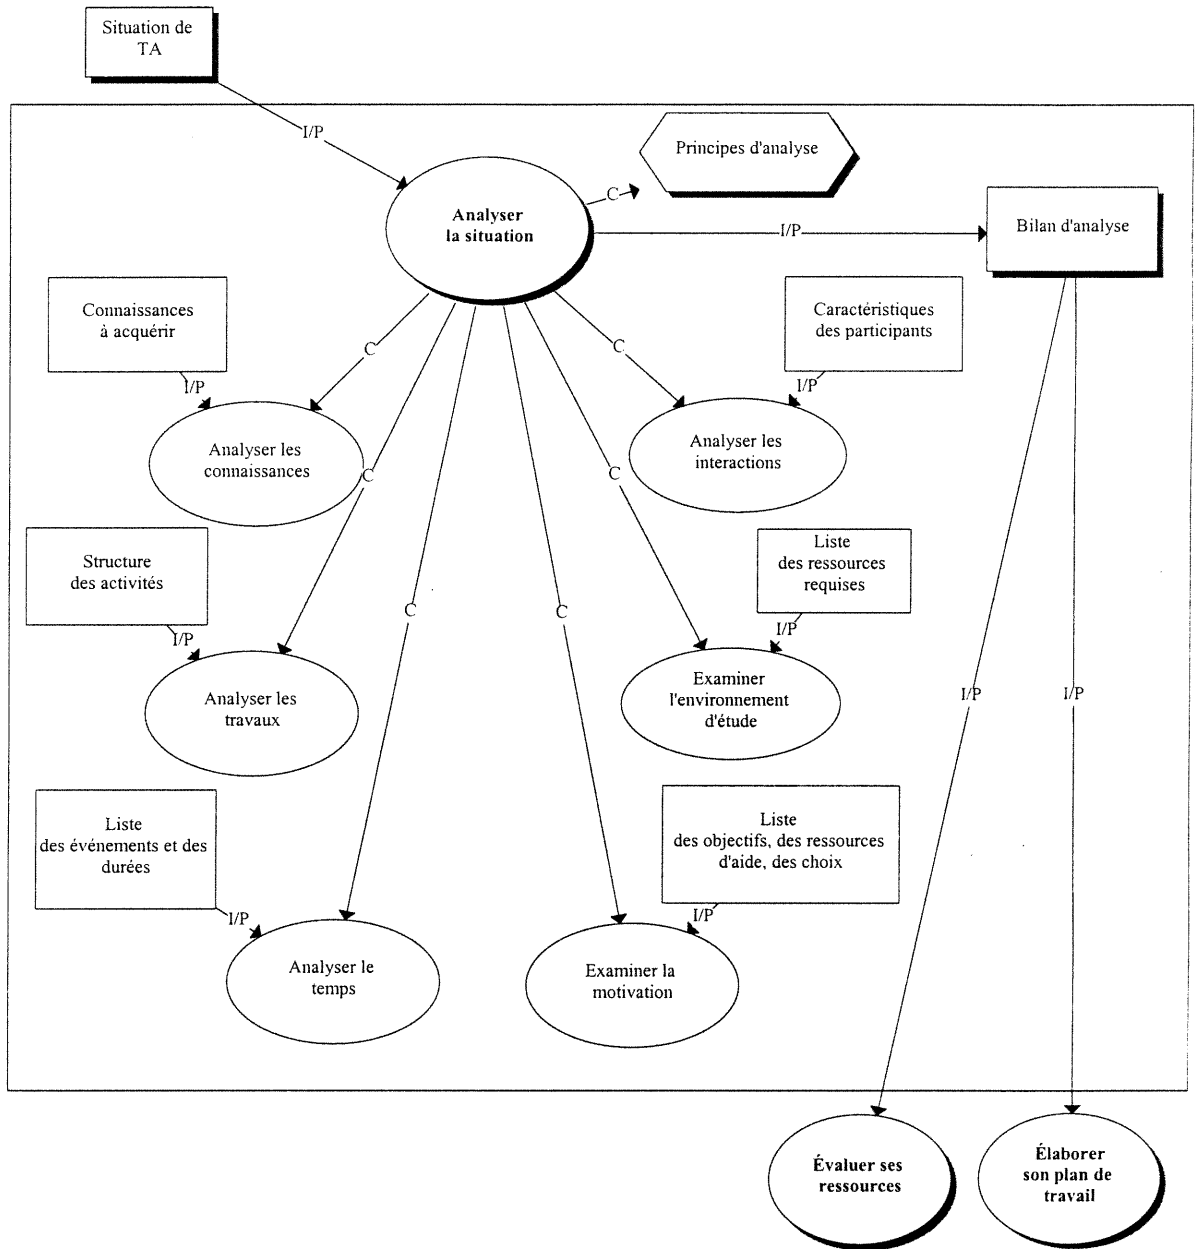 Situation de
TA
I/P
Principes d'analyse
C
Analyser
la situation
I/P
Bilan d'analyse
Connaissances
à acquérir
Caractéristiques
des participants
C
C
I/P
I/P
Analyser les
connaissances
Analyser les
interactions
C
C
Structure
des activités
Liste
des ressources
requises
C
C
I/P
I/P
Analyser les
travaux
Examiner
l'environnement
d'étude
I/P
I/P
Liste
des événements et des
durées
Liste
des objectifs, des ressources
d'aide, des choix
I/P
I/P
Analyser le
temps
Examiner la
motivation
Évaluer ses
ressources
Élaborer
son plan de
travail